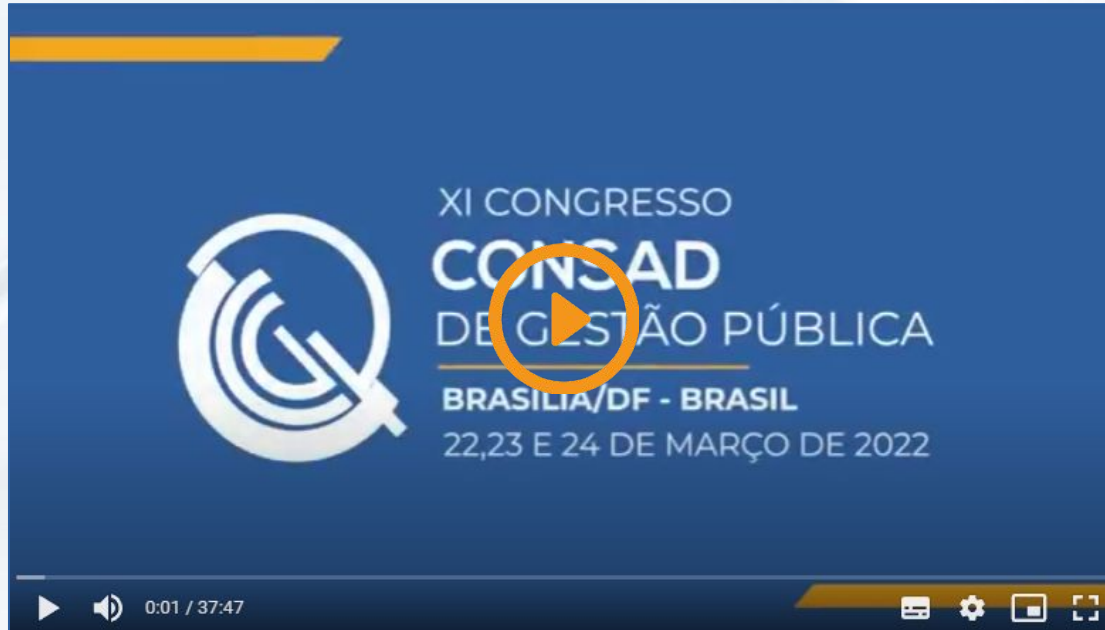 XI CONGRESSO
CONSAD
DE GESTÃO PÚBLICA
BRASILIA/DF - BRASIL
22,23 E 24 DE MARÇO DE 2022
0:01 / 37:47